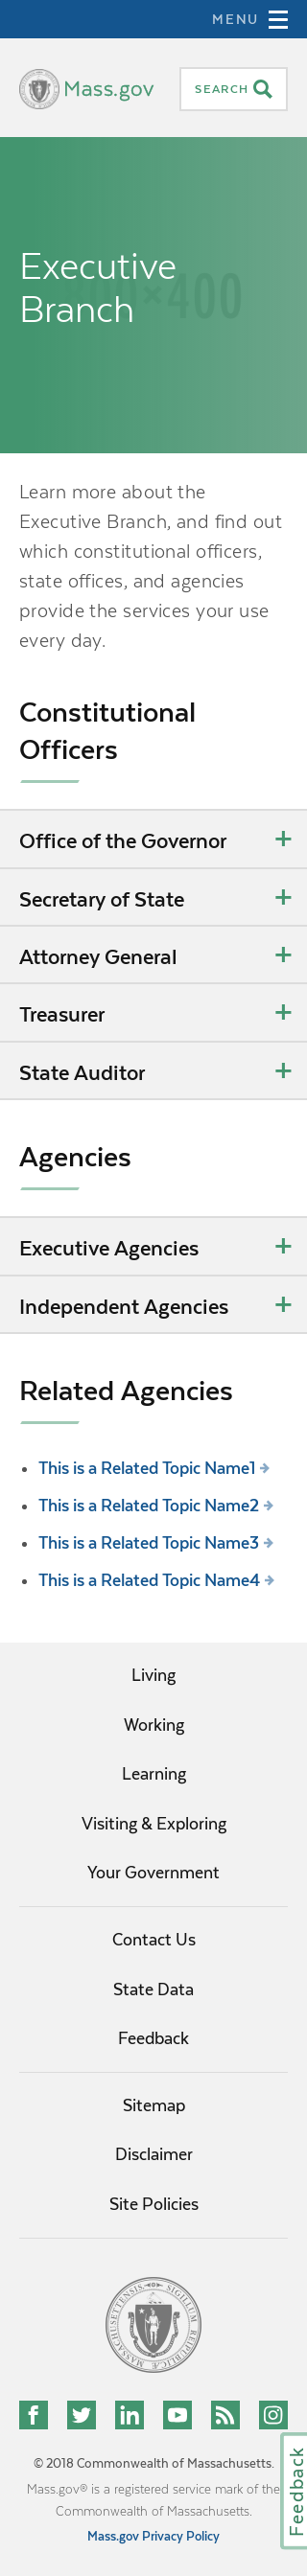 MENU
Mass.gov
SEARCH
Executive
Branch
×400
Learn more about the
Executive Branch, and find out
which constitutional officers,
state offices, and agencies
provide the services your use
every day.
Constitutional
Officers
Office of the Governor
Secretary of State
Attorney General
Treasurer
State Auditor
Agencies
Executive Agencies
Independent Agencies
Related Agencies
This is a Related Topic Name1
This is a Related Topic Name2
This is a Related Topic Name3
This is a Related Topic Name4
Living
Working
Learning
Visiting & Exploring
Your Government
Contact Us
State Data
Feedback
Sitemap
Disclaimer
Site Policies
© 2018 Commonwealth of Massachusetts.
Mass.gov® is a registered service mark of the
Commonwealth of Massachusetts.
Mass.gov Privacy Policy
Feedback